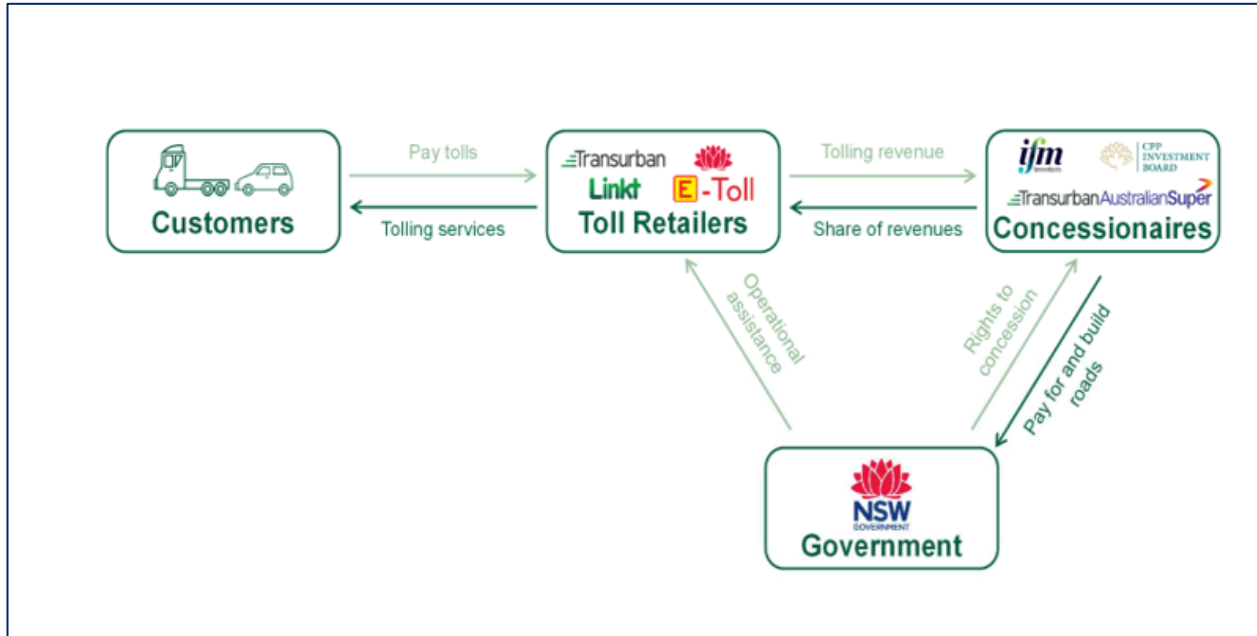 Customers
Pay tolls
Tolling services
Transurban
Linkt
E-Toll
Toll Retailers
Tolling revenue
Share of revenues
ifm
investors
CPP
INVESTMENT
BOARD
Transurban AustralianSuper
Concessionaires
Operational
assistance
Rights to
concession
Pay for and build
roads
NSW
GOVERNMENT
Government